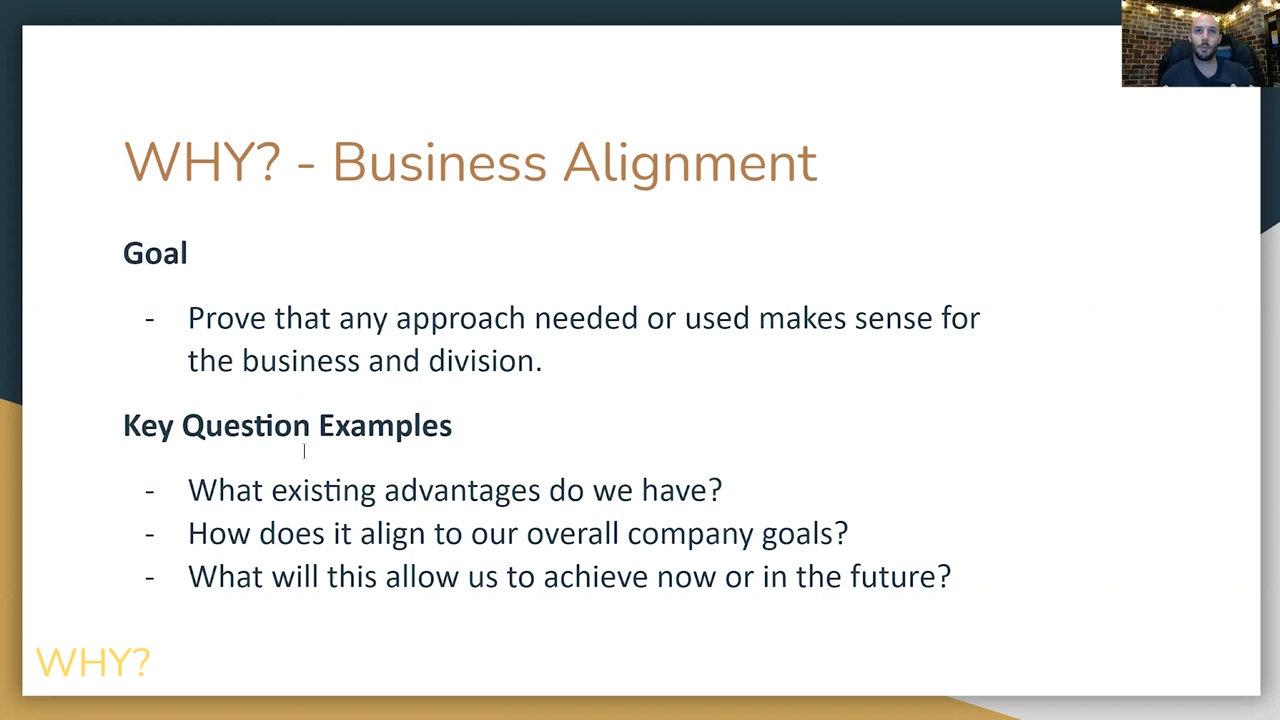 WHY? - Business Alignment
Goal
- Prove that any approach needed or used makes sense for
the business and division.
Key Question Examples
- What existing advantages do we have?
- How does it align to our overall company goals?
- What will this allow us to achieve now or in the future?
WHY?